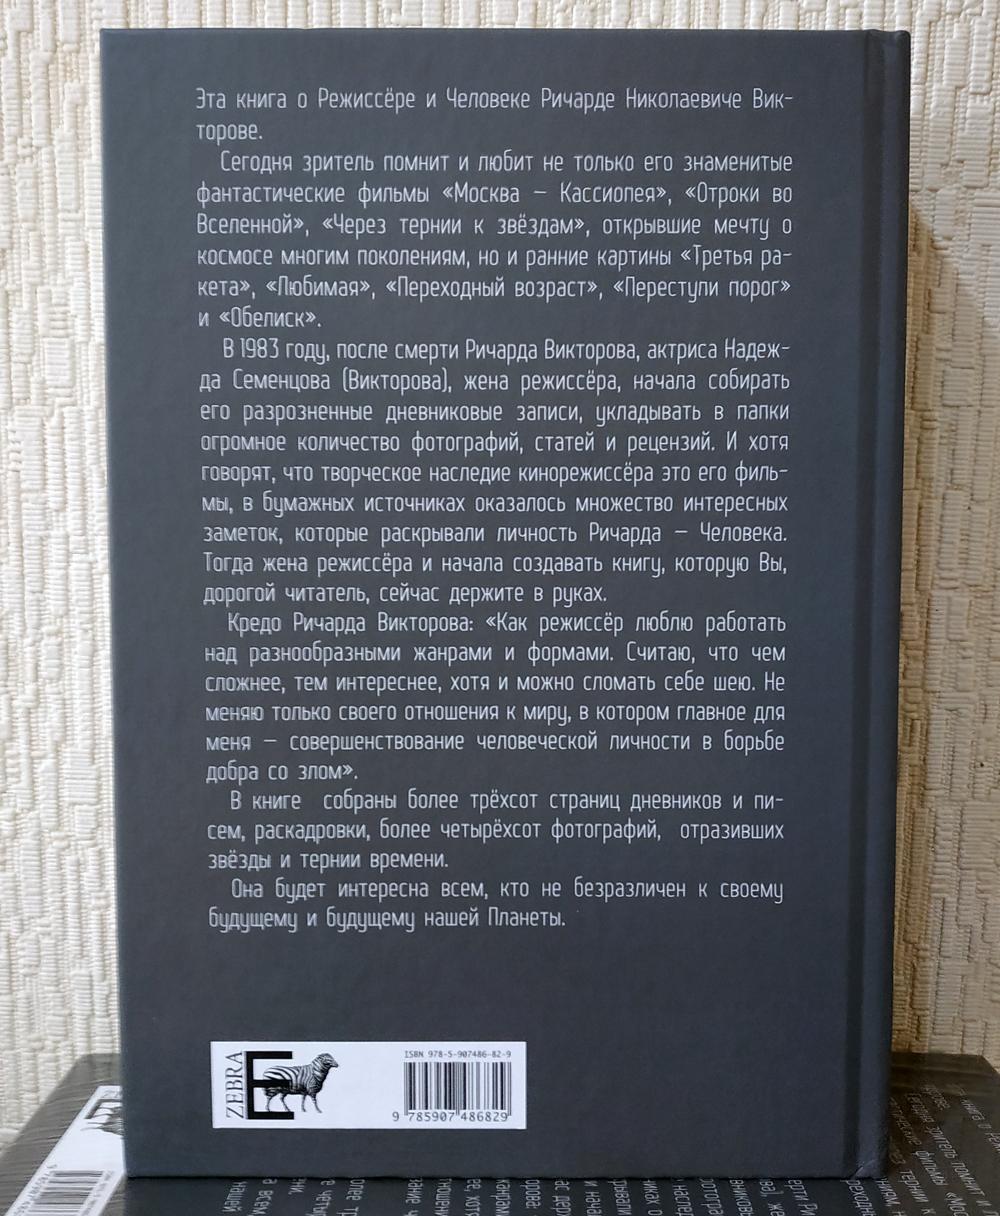 Эта книга о Режиссёре и Человеке Ричарде Николаевиче Вик-
торове.
Сегодня зритель помнит и любит не только его знаменитые
фантастические фильмы «Москва – Кассиопея», «Отроки во
Вселенной», «Через тернии к звёздам», открывшие мечту о
космосе многим поколениям, но и ранние картины «Третья ра-
кета», «Любимая», «Переходный возраст», «Переступи порог»
и «Обелиск».
В 1983 году, после смерти Ричарда Викторова, актриса Надеж-
да Семенцова (Викторова), жена режиссёра, начала собирать
его разрозненные дневниковые записи, укладывать в папки
огромное количество фотографий, статей и рецензий. И хотя
говорят, что творческое наследие кинорежиссёра это его филь-
мы, в бумажных источниках оказалось множество интересных
заметок, которые раскрывали личность Ричарда – Человека.
Тогда жена режиссёра и начала создавать книгу, которую Вы,
дорогой читатель, сейчас держите в руках.
Кредо Ричарда Викторова: «Как режиссёр люблю работать
над разнообразными жанрами и формами. Считаю, что чем
сложнее, тем интереснее, хотя и можно сломать себе шею. Не
меняю только своего отношения к миру, в котором главное для
меня – совершенствование человеческой личности в борьбе
добра со злом».
В книге собраны более трёхсот страниц дневников и пи-
сем, раскадровки, более четырёхсот фотографий, отразивших
звёзды и тернии времени.
Она будет интересна всем, кто не безразличен к своему
будущему и будущему нашей Планеты.
ZEBRA E
ISBN 978-5-907486-82-9
9 785907 486829